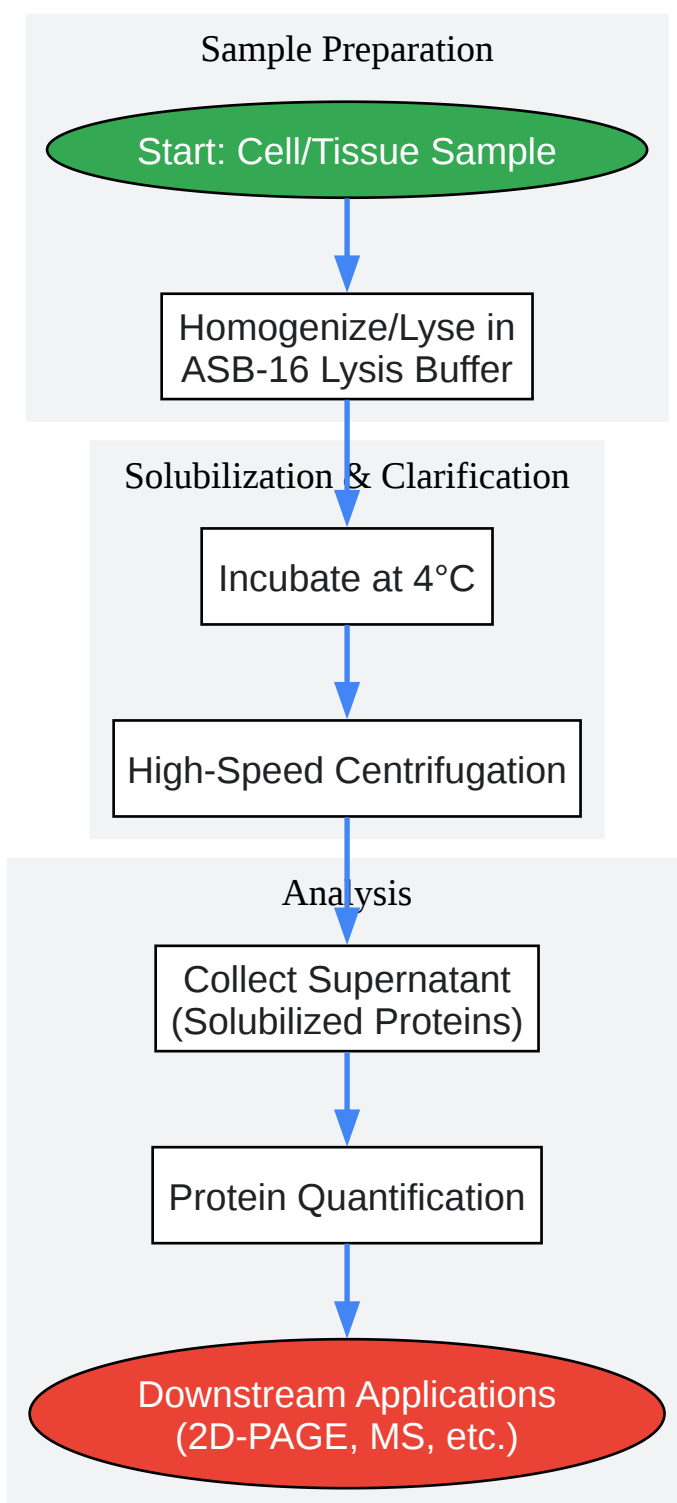 Sample Preparation
Start: Cell/Tissue Sample
Homogenize/Lyse in
ASB-16 Lysis Buffer
Solubilization & Clarification
Incubate at 4°C
High-Speed Centrifugation
Analysis
Collect Supernatant
(Solubilized Proteins)
Protein Quantification
Downstream Applications
(2D-PAGE, MS, etc.)